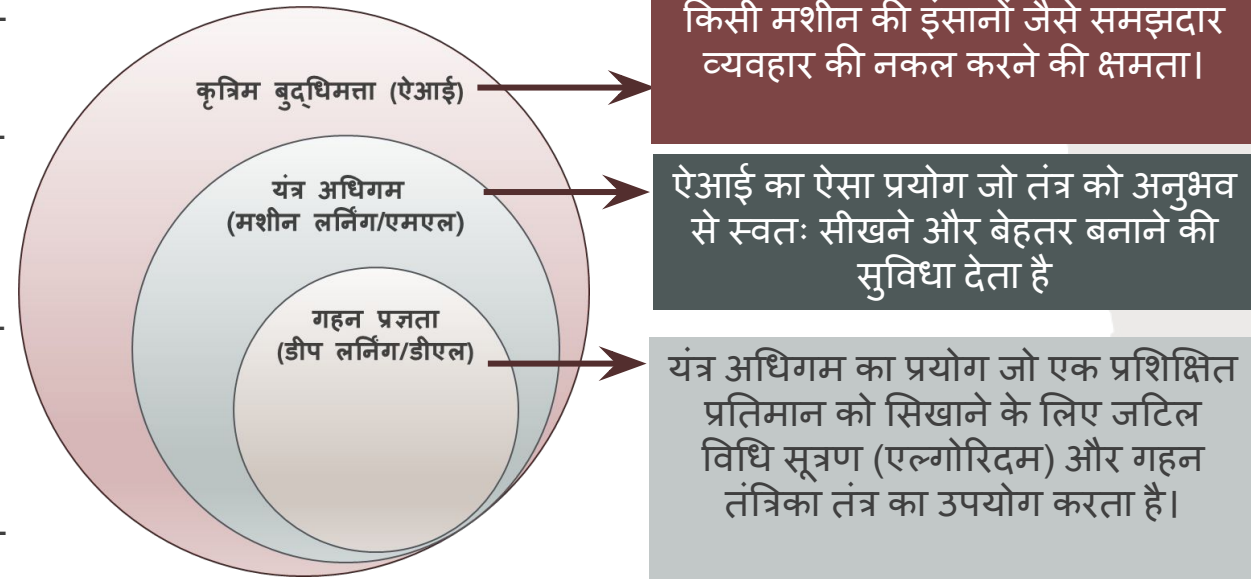 कृत्रिम बुद्धिमत्ता (ऐआई)
यंत्र अधिगम
(मशीन लर्निंग/एमएल)
गहन प्रज्ञता
(डीप लर्निंग/डीएल)
किसी मशीन की इंसानों जैसे समझदार
व्यवहार की नकल करने की क्षमता।
ऐआई का ऐसा प्रयोग जो तंत्र को अनुभव
से स्वतः सीखने और बेहतर बनाने की
सुविधा देता है
यंत्र अधिगम का प्रयोग जो एक प्रशिक्षित
प्रतिमान को सिखाने के लिए जटिल
विधि सूत्रण (एल्गोरिदम) और गहन
तंत्रिका तंत्र का उपयोग करता है।